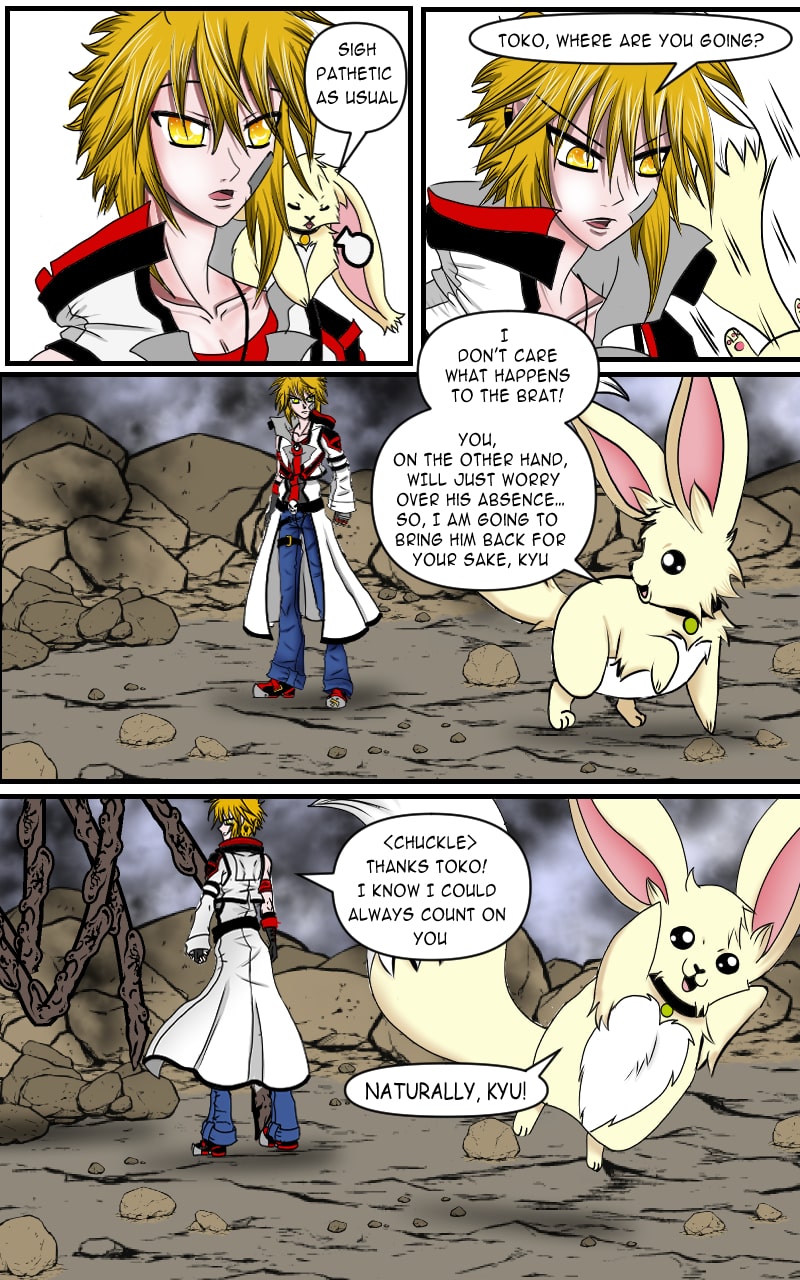 SIGH
PATHETIC
AS USUAL
TOKO, WHERE ARE YOU GOING?
I
DON'T CARE
WHAT HAPPENS
TO THE BRAT!
YOU,
ON THE OTHER HAND,
WILL JUST WORRY
OVER HIS ABSENCE...
SO, I AM GOING TO
BRING HIM BACK FOR
YOUR SAKE, KYU
<CHUCKLE>
THANKS TOKO!
I KNOW I COULD
ALWAYS COUNT ON
YOU
NATURALLY, KYU!